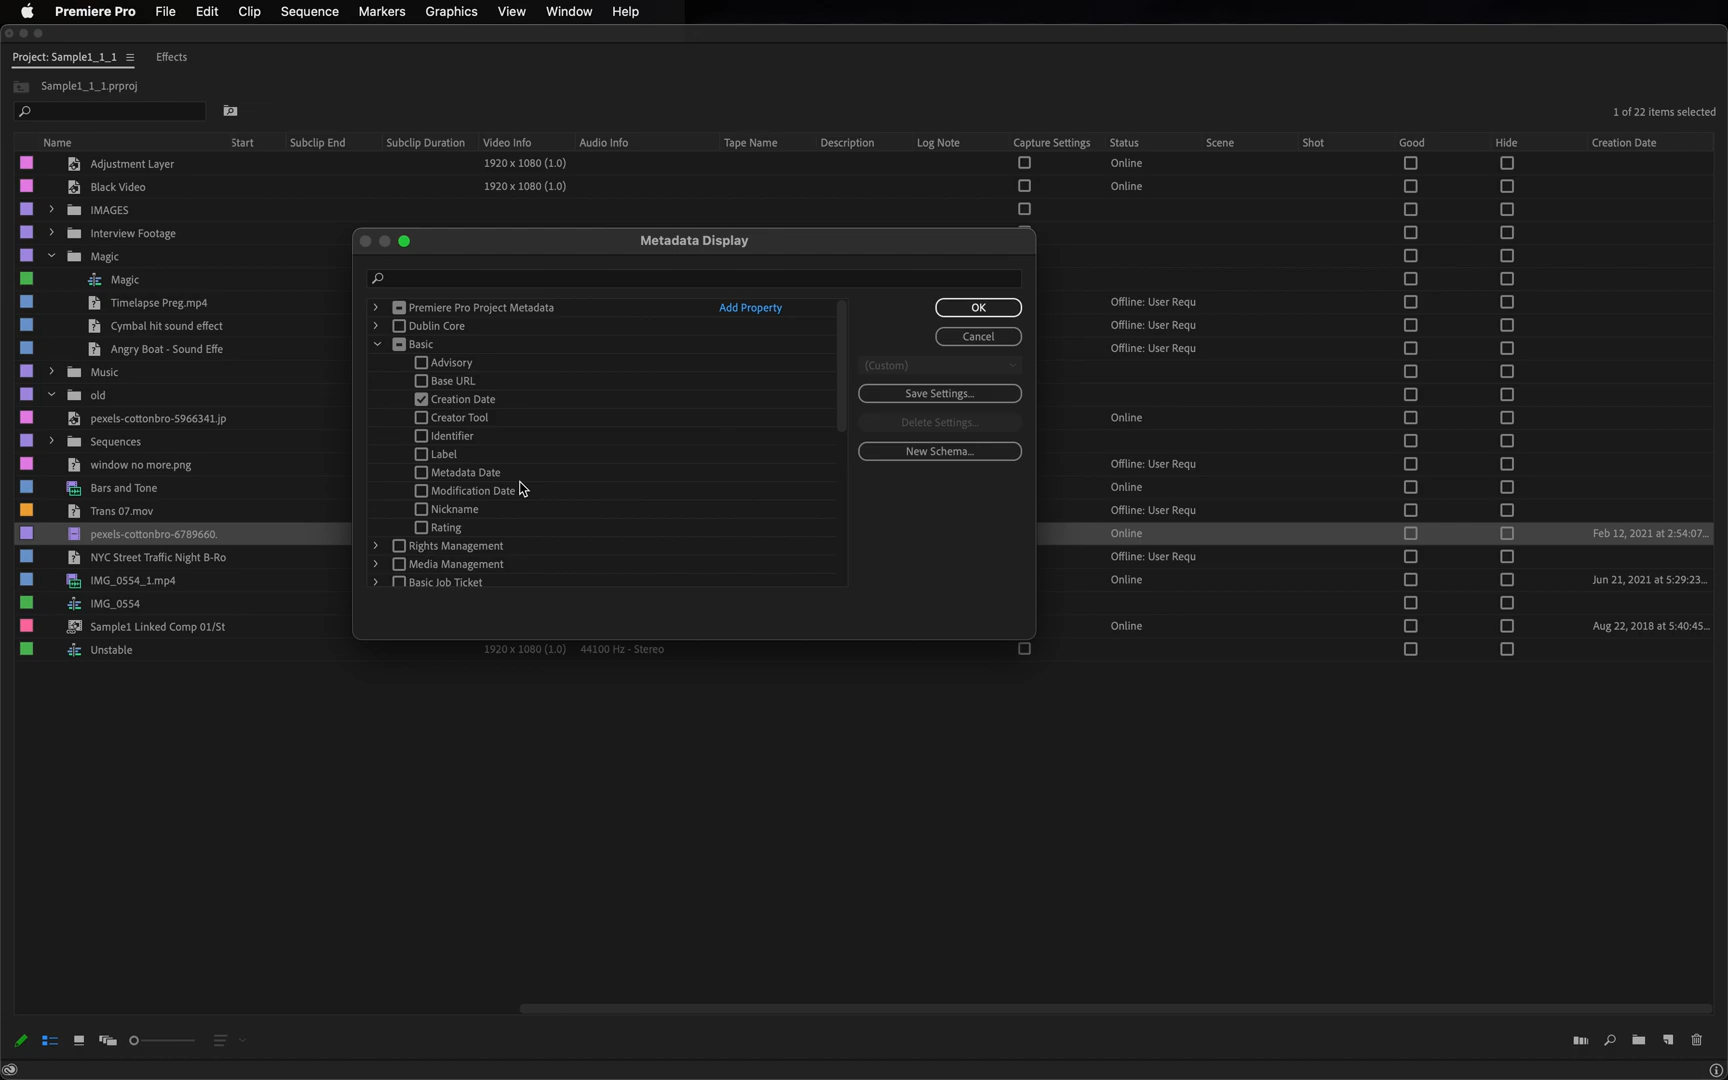 Premiere Pro File Edit Clip Sequence Markers Graphics View Window Help
Project: Sample1_1_1 Effects
Sample1_1_1.prproj
1 of 22 items selected
Name Start Subclip End Subclip Duration Video Info Audio Info Tape Name Description Log Note Capture Settings Status Scene Shot Good Hide Creation Date
Adjustment Layer 1920 x 1080 (1.0) Online
Black Video 1920 x 1080 (1.0) Online
IMAGES
Interview Footage
Magic
Magic
Timelapse Preg.mp4 Offline: User Requ
Cymbal hit sound effect Offline: User Requ
Angry Boat - Sound Effe Offline: User Requ
Music
old
pexels-cottonbro-5966341.jp Online
Sequences
window no more.png Offline: User Requ
Bars and Tone Online
Trans 07.mov Offline: User Requ
pexels-cottonbro-6789660. Online Feb 12, 2021 at 2:54:07...
NYC Street Traffic Night B-Ro Offline: User Requ
IMG_0554_1.mp4 Online Jun 21, 2021 at 5:29:23...
IMG_0554
Sample1 Linked Comp 01/St Online Aug 22, 2018 at 5:40:45...
Unstable 1920 x 1080 (1.0) 44100 Hz - Stereo
Metadata Display
Premiere Pro Project Metadata Add Property
Dublin Core
Basic
Advisory
Base URL
Creation Date
Creator Tool
Identifier
Label
Metadata Date
Modification Date
Nickname
Rating
Rights Management
Media Management
Basic Job Ticket
OK
Cancel
(Custom)
Save Settings...
Delete Settings...
New Schema...